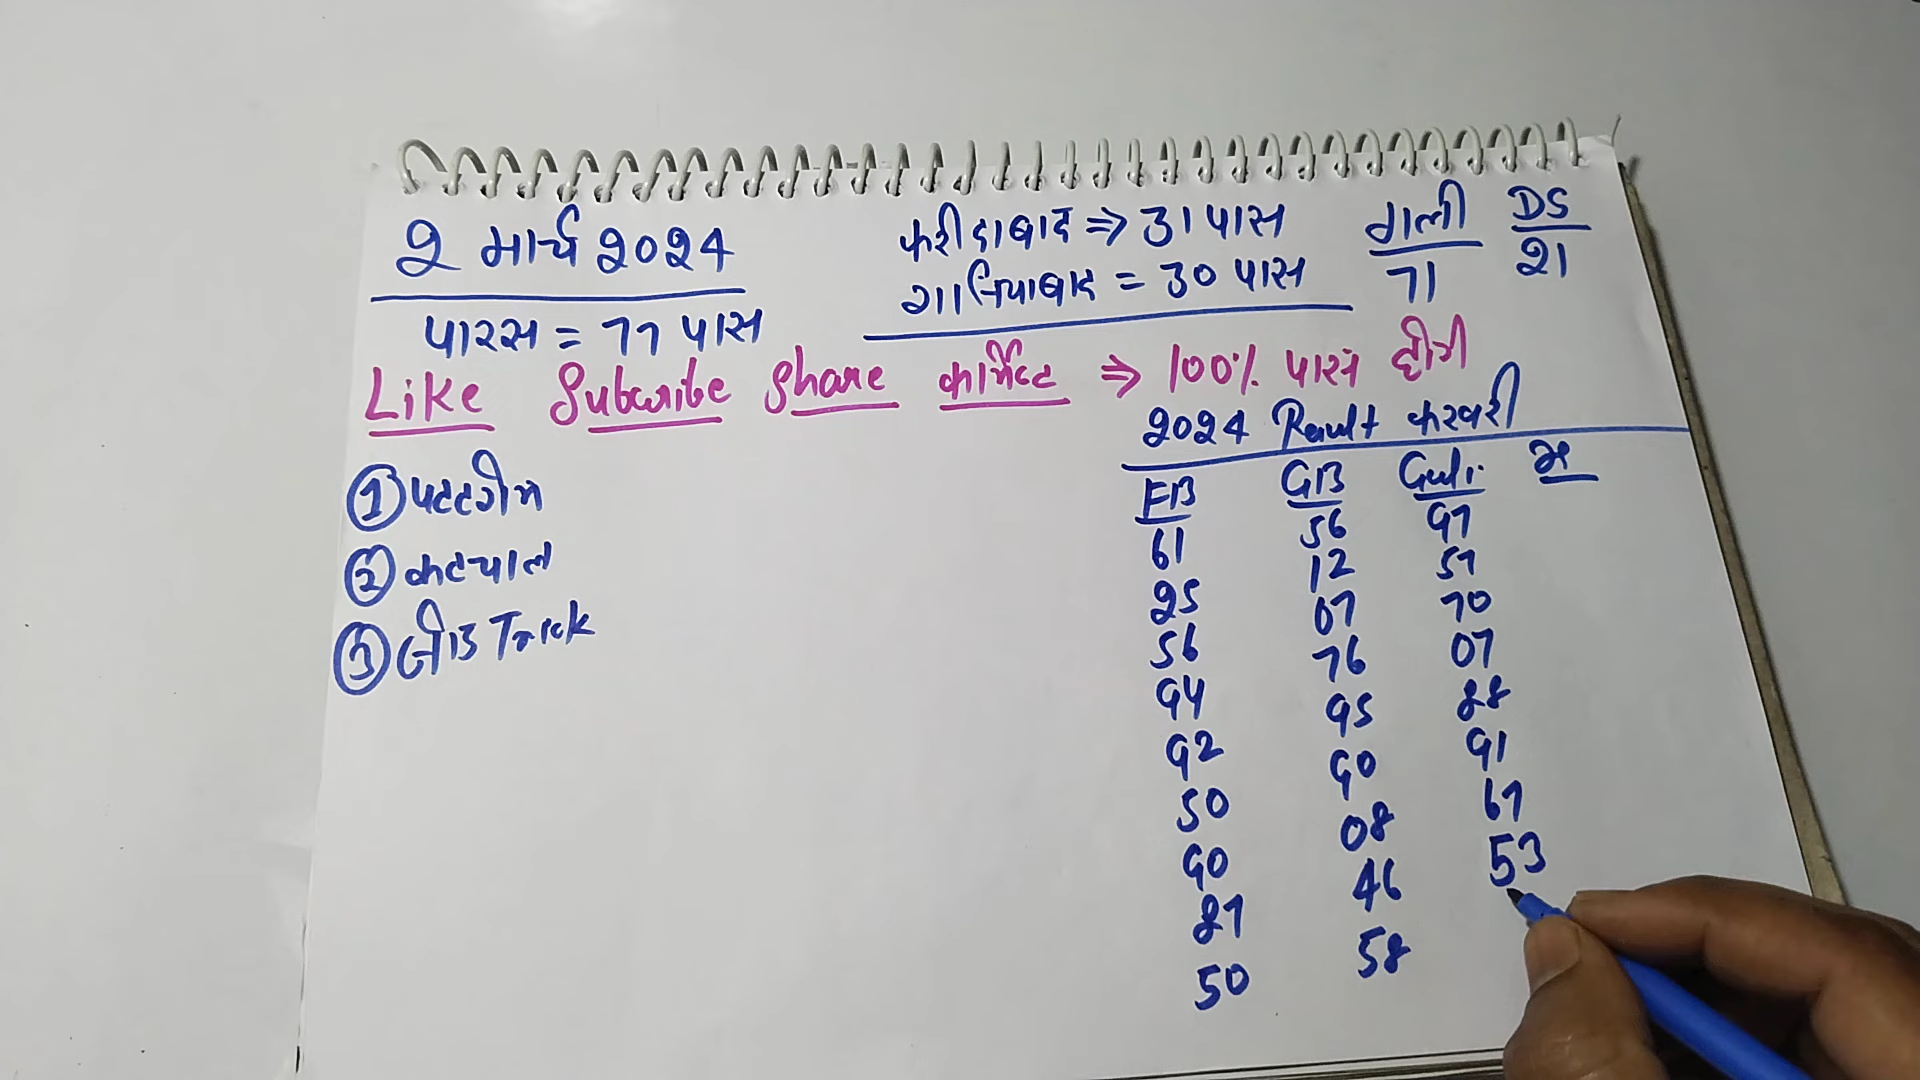 2 मार्च 2024
पारस = 77 पास
फरीदाबाद ⇒ 31 पास
गाजियाबाद = 30 पास
गली
71
DS
21
Like Subcribe Share कॉमेंट ⇒ 100% पास होगी
2024 Result फरवरी
① पटटगेम
② कटचाल
③ जोड Trick
FB GB Gali
61 56 97
25 12 57
56 07 70
94 76 07
92 95 88
50 90 91
90 08 67
87 46 53
50 58